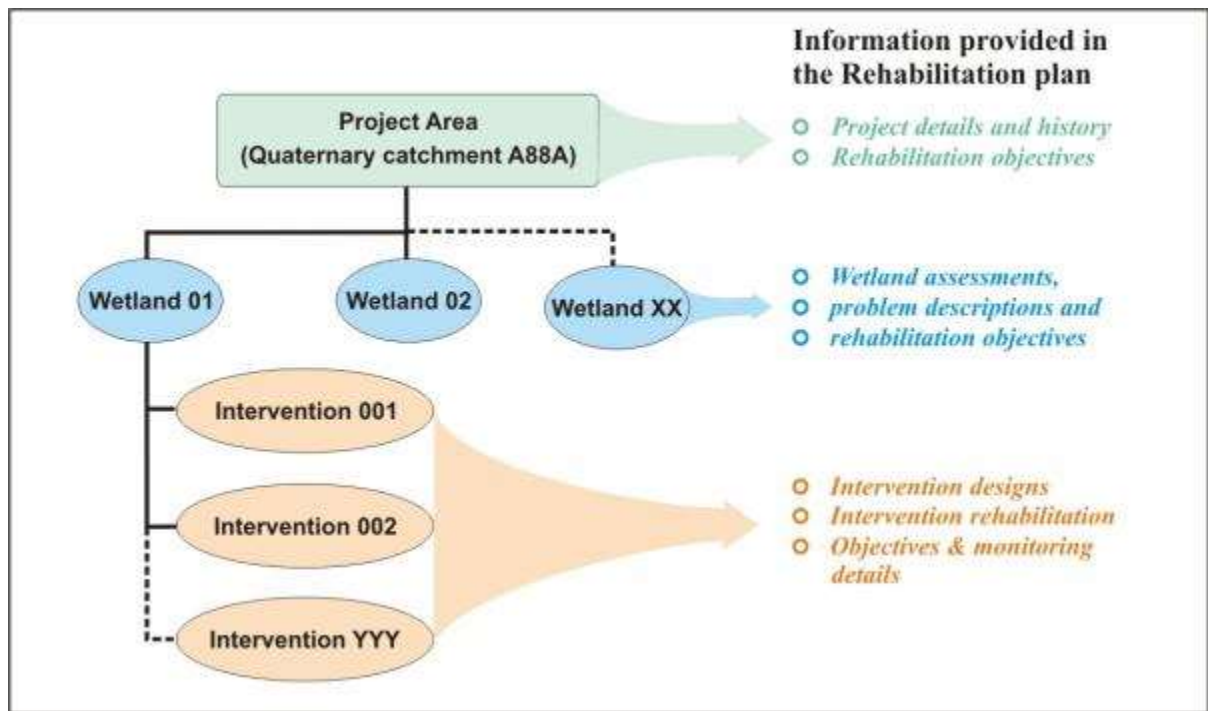 Information provided in
the Rehabilitation plan
Project Area
(Quaternary catchment A88A)
Project details and history
Rehabilitation objectives
Wetland 01
Wetland 02
Wetland XX
Wetland assessments,
problem descriptions and
rehabilitation objectives
Intervention 001
Intervention 002
Intervention YYY
Intervention designs
Intervention rehabilitation
Objectives & monitoring
details